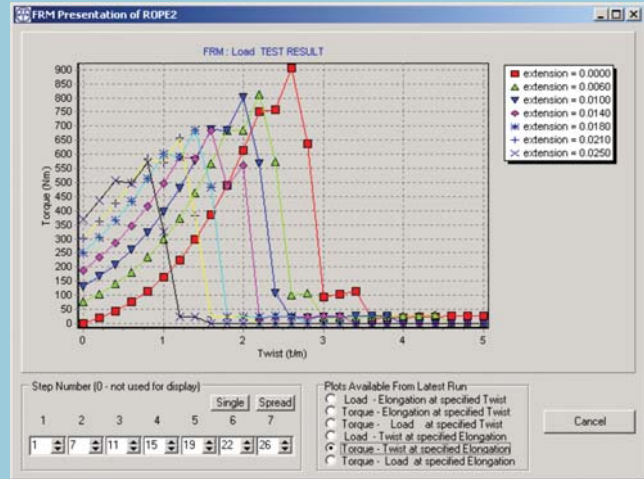 FRM Presentation of ROPE2
FRM : Load TEST RESULT
900
850
800
750
700
650
600
550
500
450
400
350
300
250
200
150
100
50
0
Torque (Nm)
0 1 2 3 4 5
Twist (t/m)
extension = 0.0000
extension = 0.0060
extension = 0.0100
extension = 0.0140
extension = 0.0180
extension = 0.0210
extension = 0.0250
Step Number (0 - not used for display)
Single Spread
1 2 3 4 5 6 7
1 7 11 15 19 22 26
Plots Available From Latest Run
Load - Elongation at specified Twist
Torque - Elongation at specified Twist
Torque - Load at specified Twist
Load - Twist at specified Elongation
Torque - Twist at specified Elongation
Torque - Load at specified Elongation
Cancel